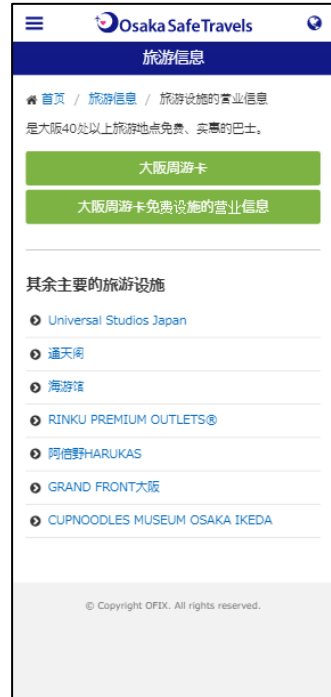 Osaka Safe Travels
旅游信息
首页 / 旅游信息 / 旅游设施的营业信息
是大阪40处以上旅游地点免费、实惠的巴士。
大阪周游卡
大阪周游卡免费设施的营业信息
其余主要的旅游设施
Universal Studios Japan
通天阁
海游馆
RINKU PREMIUM OUTLETS®
阿倍野HARUKAS
GRAND FRONT大阪
CUPNOODLES MUSEUM OSAKA IKEDA
© Copyright OFIX. All rights reserved.